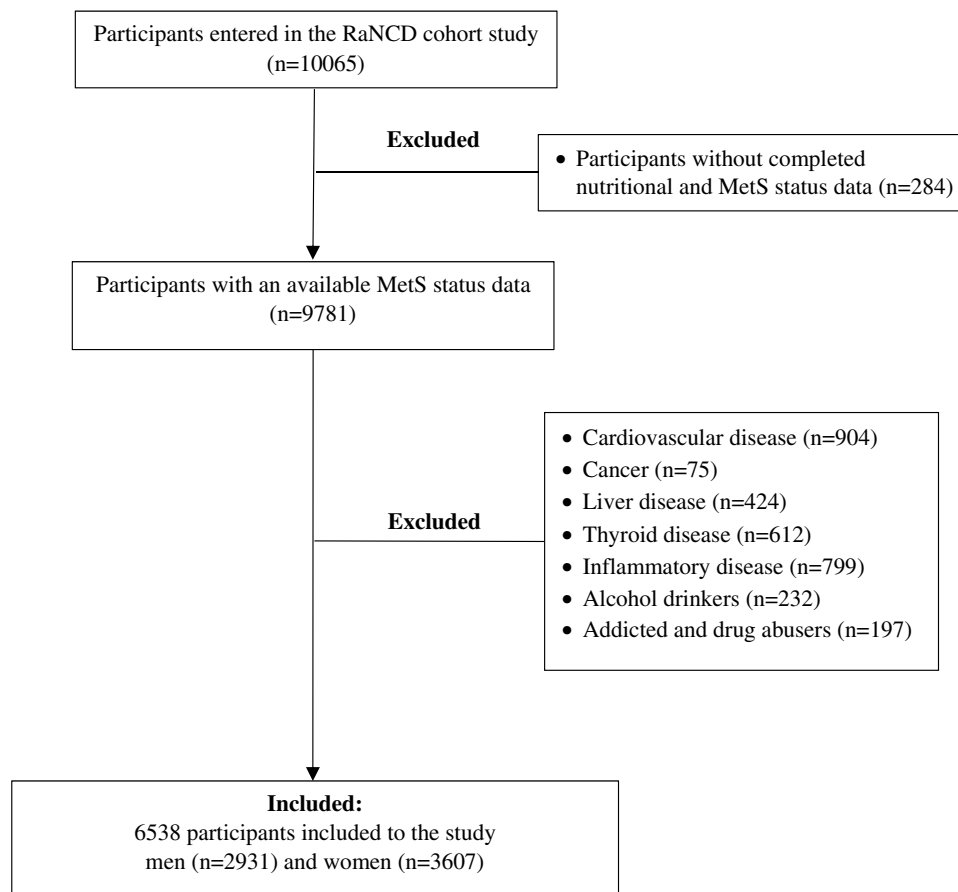 Participants entered in the RaNCD cohort study
(n=10065)
Excluded
• Participants without completed
nutritional and MetS status data (n=284)
Participants with an available MetS status data
(n=9781)
• Cardiovascular disease (n=904)
• Cancer (n=75)
• Liver disease (n=424)
• Thyroid disease (n=612)
• Inflammatory disease (n=799)
• Alcohol drinkers (n=232)
• Addicted and drug abusers (n=197)
Excluded
Included:
6538 participants included to the study
men (n=2931) and women (n=3607)